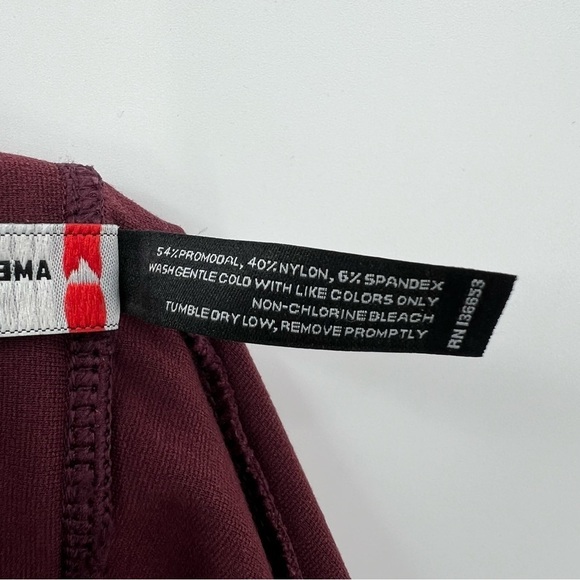 AME
54% PROMODAL, 40% NYLON, 6% SPANDEX
WASH GENTLE COLD WITH LIKE COLORS ONLY
NON-CHLORINE BLEACH
TUMBLE DRY LOW, REMOVE PROMPTLY
RN 136653